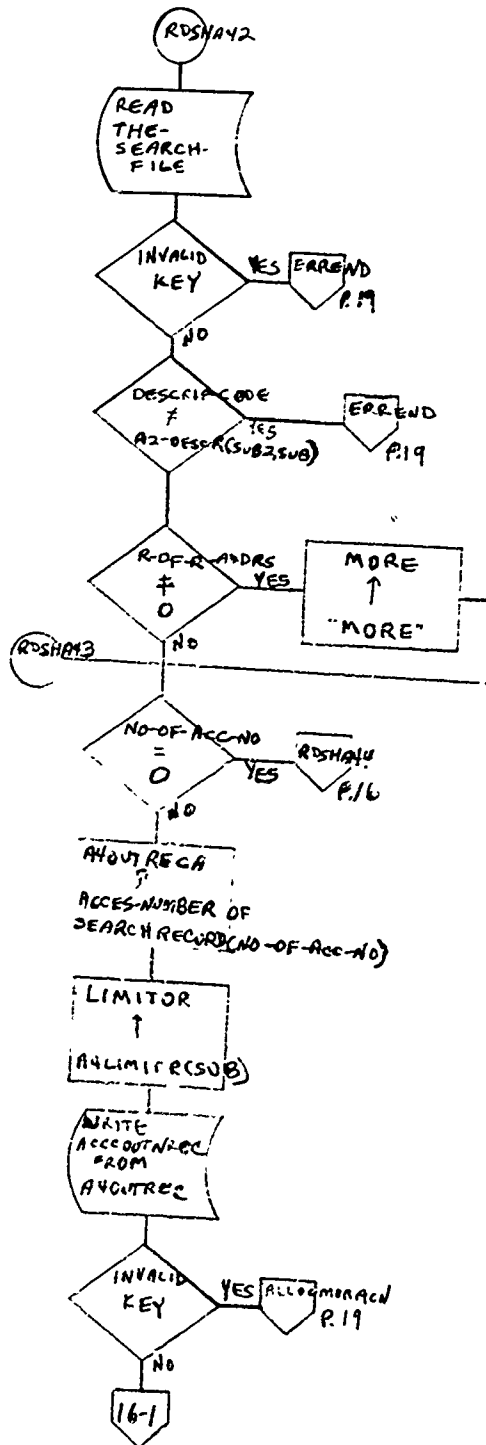 RDSHA42
READ
THE-
SEARCH-
FILE
INVALID
KEY
YES
ERREND
P.19
NO
DESCRIP-CODE
≠
A2-DESCR(SUB2,SUB)
YES
ERREND
P.19
R-OF-R-ADDRS
≠
0
YES
MORE
↑
"MORE"
NO
RDSHA43
NO-OF-ACC-NO
=
0
YES
RDSHA44
P.16
NO
A4OUTRECA
↑
ACCES-NUMBER OF
SEARCHRECORD(NO-OF-ACC-NO)
LIMITOR
↑
A4LIMITR(SUB)
WRITE
ACCOUTNREC
FROM
A4OUTREC
INVALID
KEY
YES
ALLOCMORACN
P.19
NO
16-1